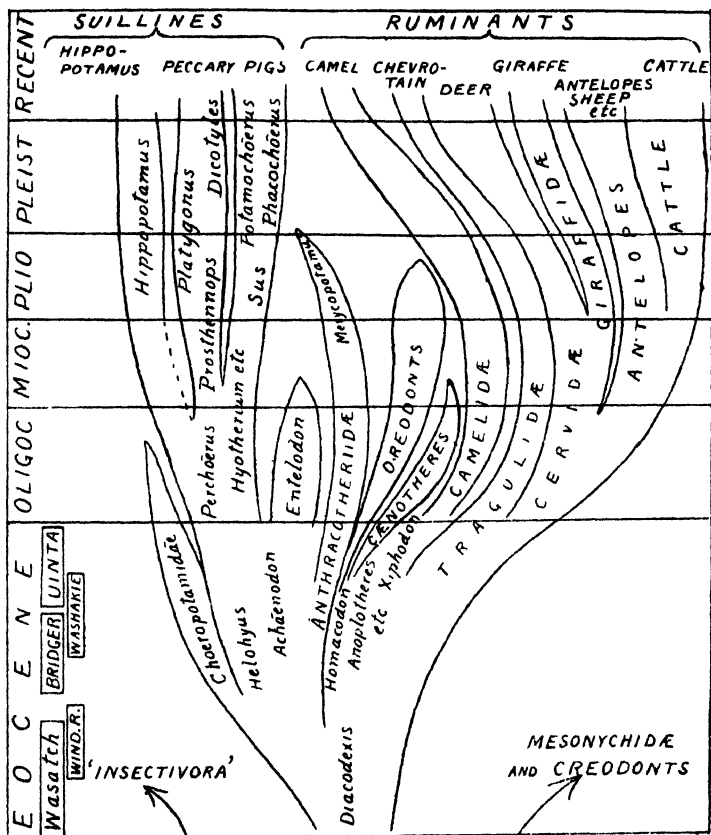 SUILLINES
RUMINANTS
RECENT
HIPPO-
POTAMUS
PECCARY
PIGS
CAMEL
CHEVRO-
TAIN
DEER
GIRAFFE
ANTELOPES
SHEEP
etc
CATTLE
PLEIST
Hippopotamus
Platygonus
Dicotyles
Potamochoerus
Phacochoerus
GIRAFFIDÆ
ANTELOPES
CATTLE
PLIO
Prosthennops
Sus
Merycopotamus
MIOC.
Hyotherium etc
OREODONTS
CAMELIDÆ
TRAGULIDÆ
CERVIDÆ
OLIGOC
Perchoerus
Entelodon
ANTHRACOTHERIIDÆ
CÆNOTHERES
EOCENE
UINTA
WASHAKIE
BRIDGER
Choeropotamidæ
Helohyus
Achaenodon
Homacodon
Anoplotheres
etc
Xiphodon
Wasatch
WIND.R.
'INSECTIVORA'
Diacodexis
MESONYCHIDÆ
AND CREODONTS